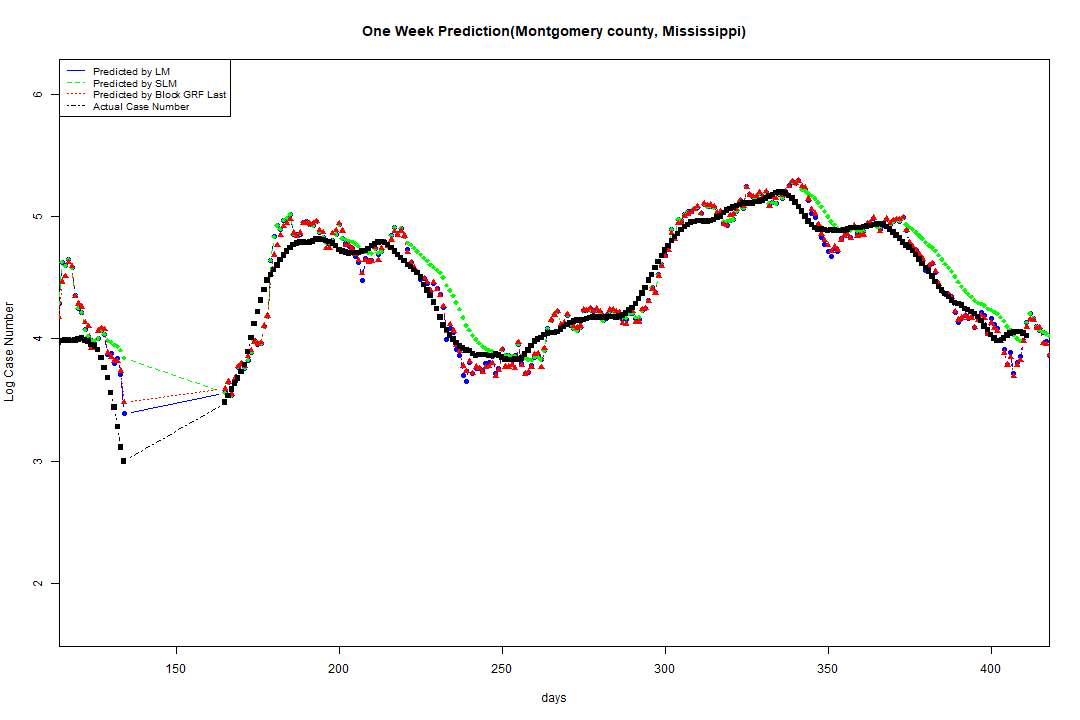 One Week Prediction(Montgomery county, Mississippi)
Predicted by LM
Predicted by SLM
Predicted by Block GRF Last
Actual Case Number
6
5
4
3
2
Log Case Number
150 200 250 300 350 400
days